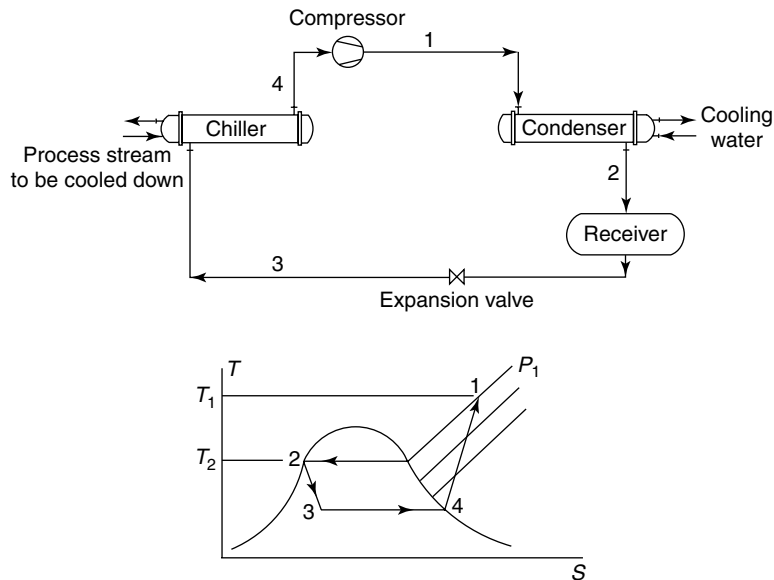 Compressor
1
4
Chiller
Condenser
Cooling
water
Process stream
to be cooled down
2
Receiver
3
Expansion valve
T
P1
1
T1
T2
2
3
4
S